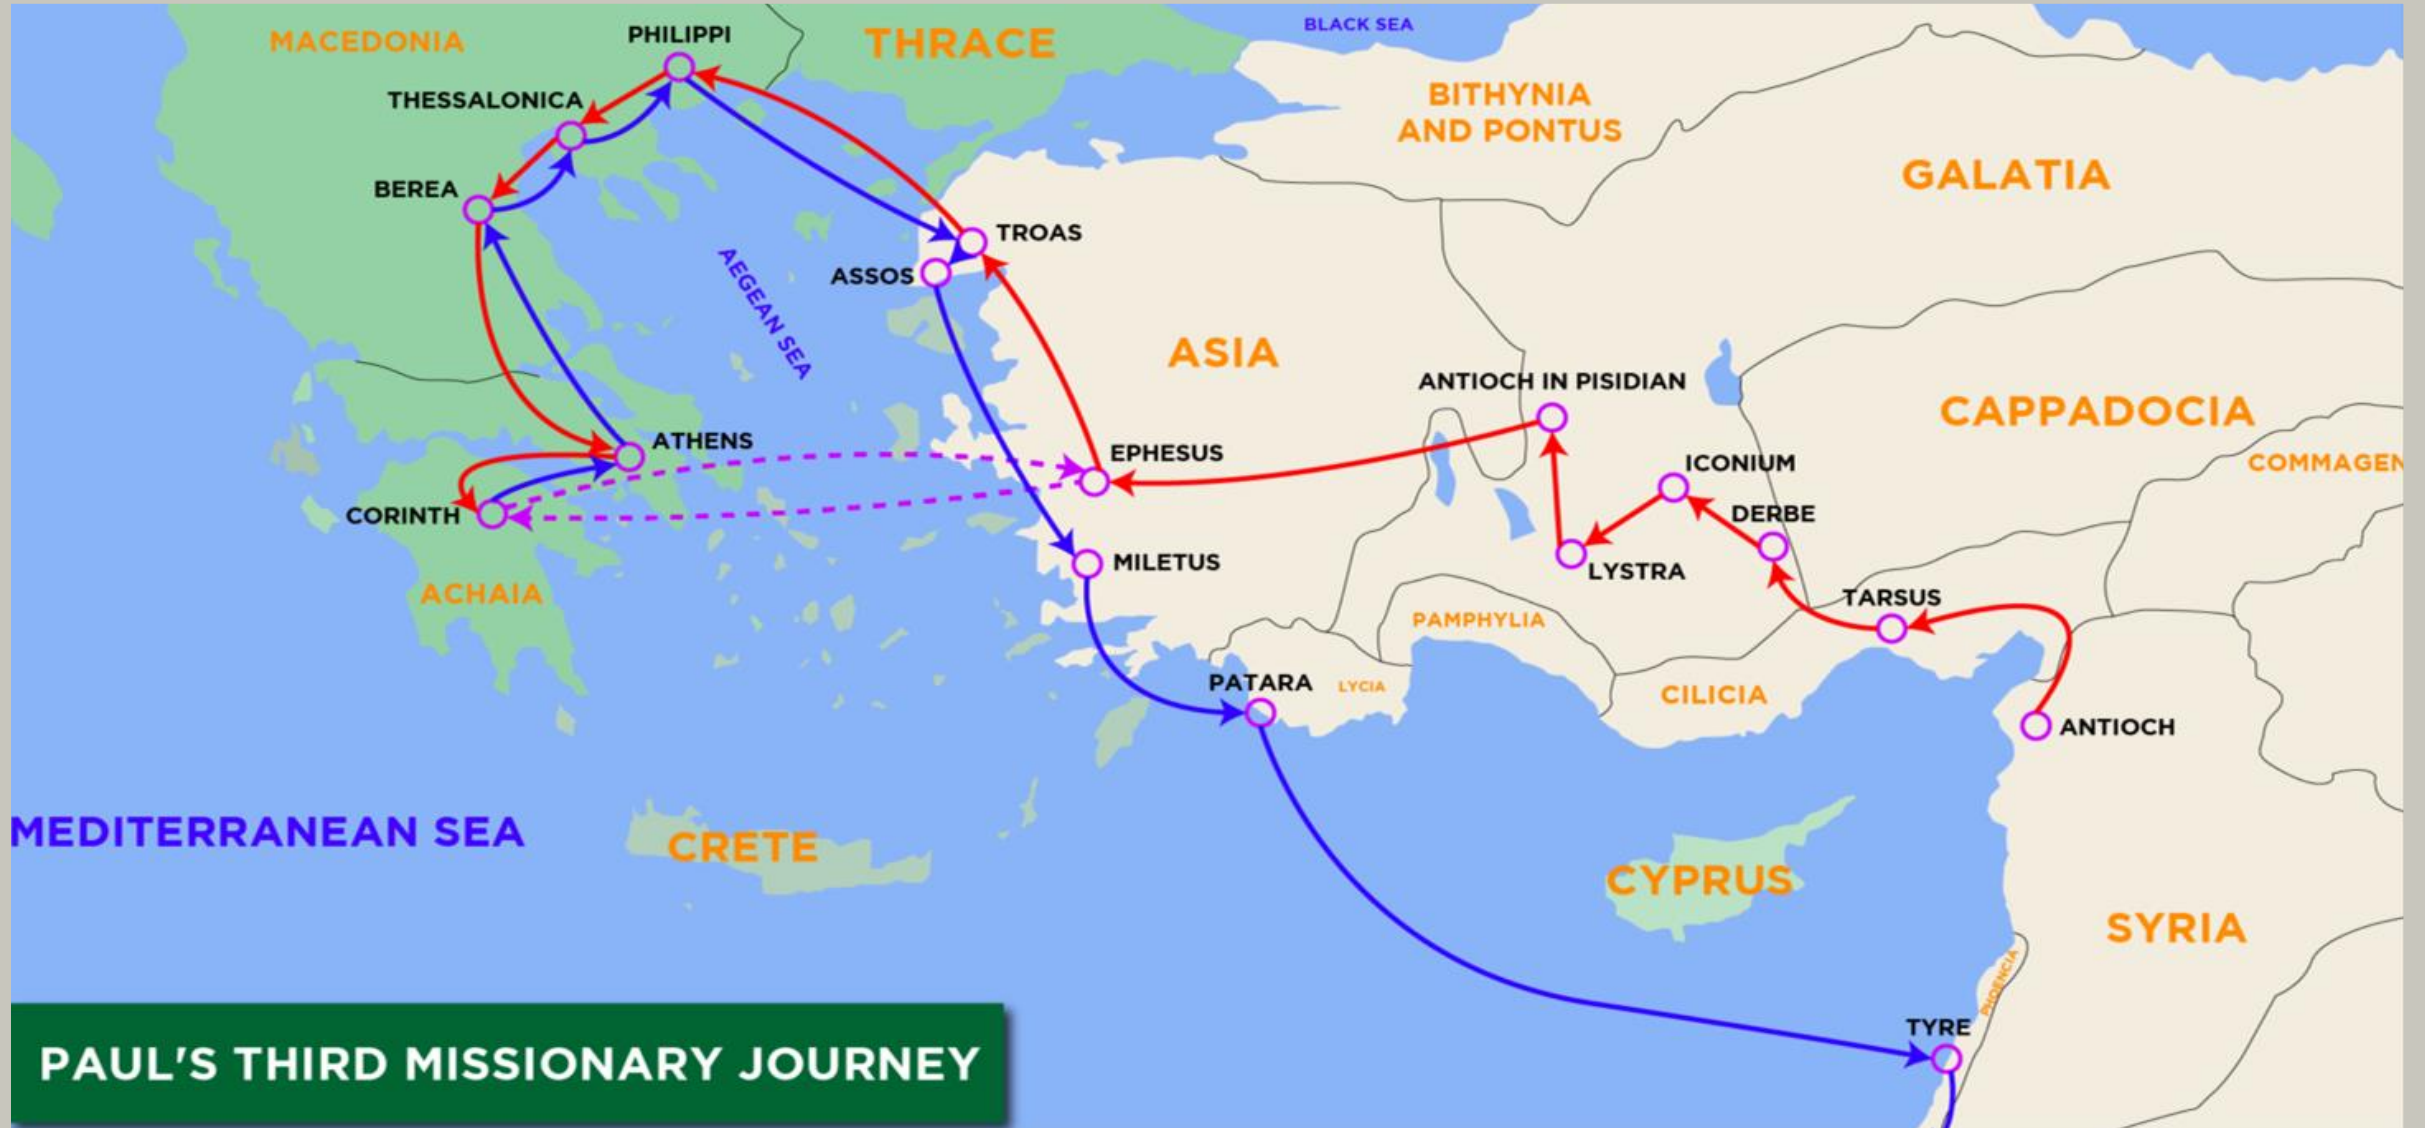 BLACK SEA
MACEDONIA
PHILIPPI
THRACE
THESSALONICA
BITHYNIA
AND PONTUS
GALATIA
BEREA
TROAS
ASSOS
AEGEAN SEA
ASIA
ANTIOCH IN PISIDIAN
CAPPADOCIA
ATHENS
EPHESUS
ICONIUM
COMMAGEN
CORINTH
DERBE
MILETUS
LYSTRA
ACHAIA
TARSUS
PAMPHYLIA
PATARA
LYCIA
CILICIA
ANTIOCH
MEDITERRANEAN SEA
CRETE
CYPRUS
SYRIA
PHOENCIA
TYRE
PAUL'S THIRD MISSIONARY JOURNEY